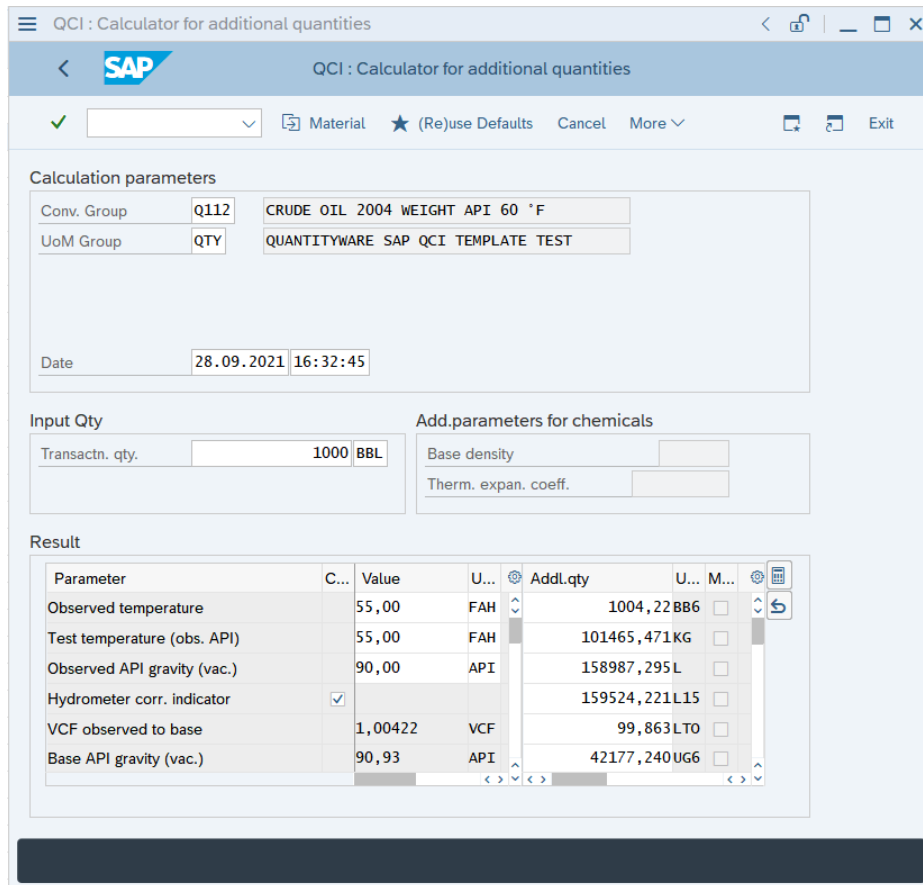 QCI : Calculator for additional quantities
SAP QCI : Calculator for additional quantities
Material (Re)use Defaults Cancel More Exit
Calculation parameters
Conv. Group Q112 CRUDE OIL 2004 WEIGHT API 60 °F
UoM Group QTY QUANTITYWARE SAP QCI TEMPLATE TEST
Date 28.09.2021 16:32:45
Input Qty Add.parameters for chemicals
Transactn. qty. 1000 BBL Base density
Therm. expan. coeff.
Result
Parameter C... Value U... Addl.qty U... M...
Observed temperature 55,00 FAH 1004,22 BB6
Test temperature (obs. API) 55,00 FAH 101465,471 KG
Observed API gravity (vac.) 90,00 API 158987,295 L
Hydrometer corr. indicator 159524,221 L15
VCF observed to base 1,00422 VCF 99,863 LTO
Base API gravity (vac.) 90,93 API 42177,240 UG6